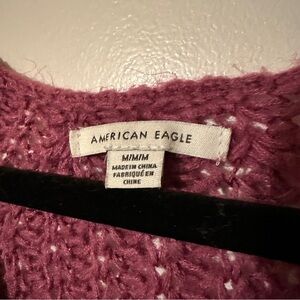 AMERICAN EAGLE
M/M/M
MADE IN CHINA
FABRIQUÉ EN
CHINE